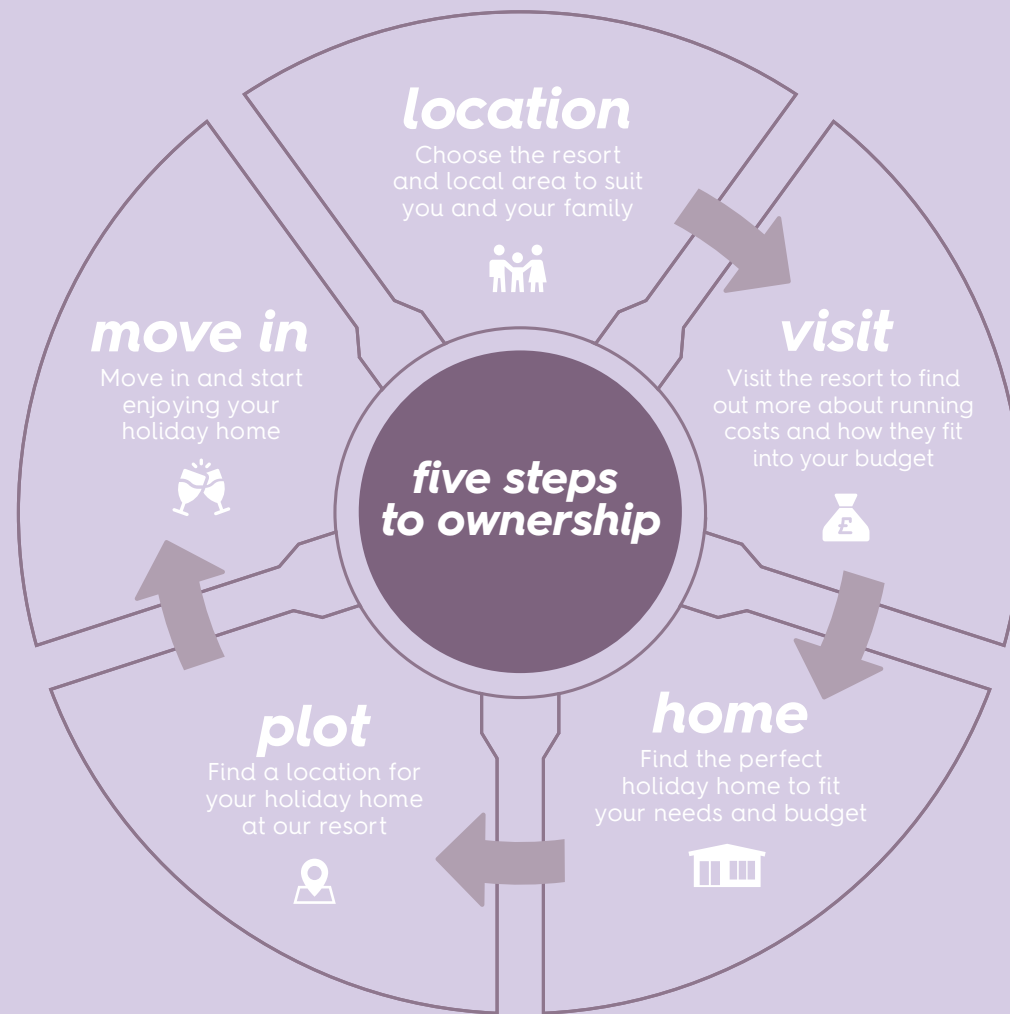 five steps
to ownership
location
Choose the resort
and local area to suit
you and your family
visit
Visit the resort to find
out more about running
costs and how they fit
into your budget
£
home
Find the perfect
holiday home to fit
your needs and budget
plot
Find a location for
your holiday home
at our resort
move in
Move in and start
enjoying your
holiday home